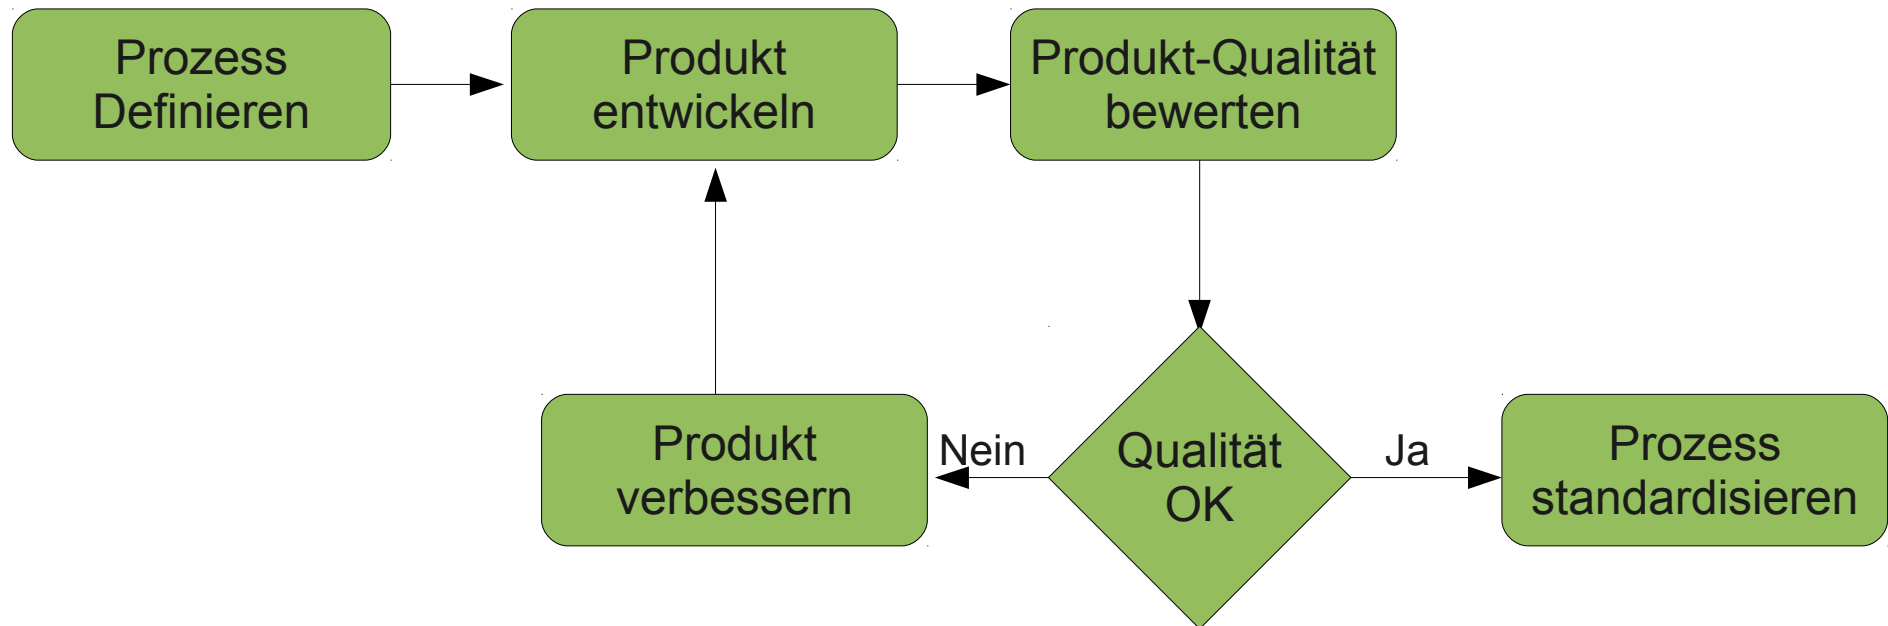 Prozess
Definieren
Produkt
entwickeln
Produkt-Qualität
bewerten
Produkt
verbessern
Nein
Qualität
OK
Ja
Prozess
standardisieren